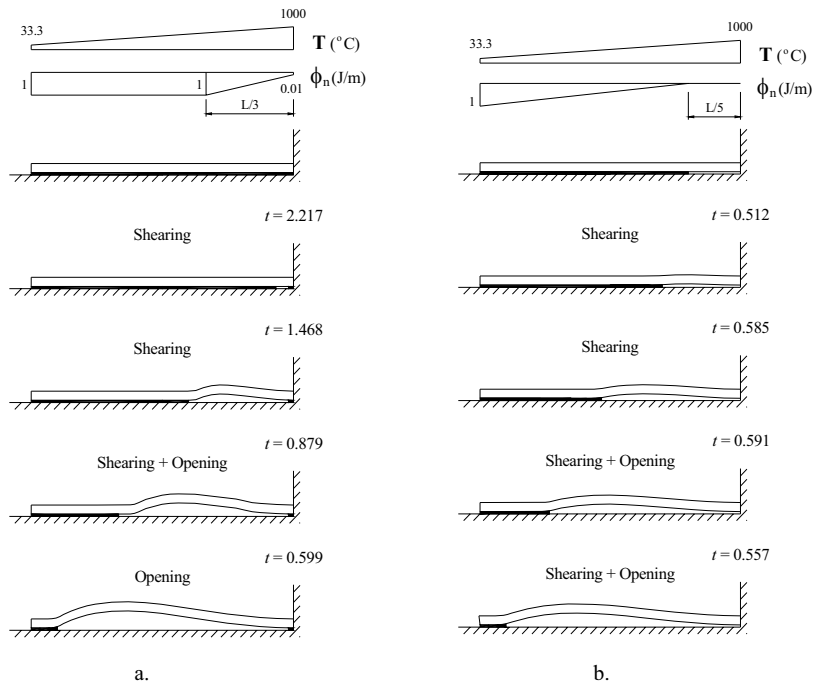 1000
33.3
T (°C)
1
1
ϕn (J/m)
0.01
L/3
t = 2.217
Shearing
t = 1.468
Shearing
t = 0.879
Shearing + Opening
t = 0.599
Opening
a.
1000
33.3
T (°C)
ϕn (J/m)
1
L/5
t = 0.512
Shearing
t = 0.585
Shearing
t = 0.591
Shearing + Opening
t = 0.557
Shearing + Opening
b.